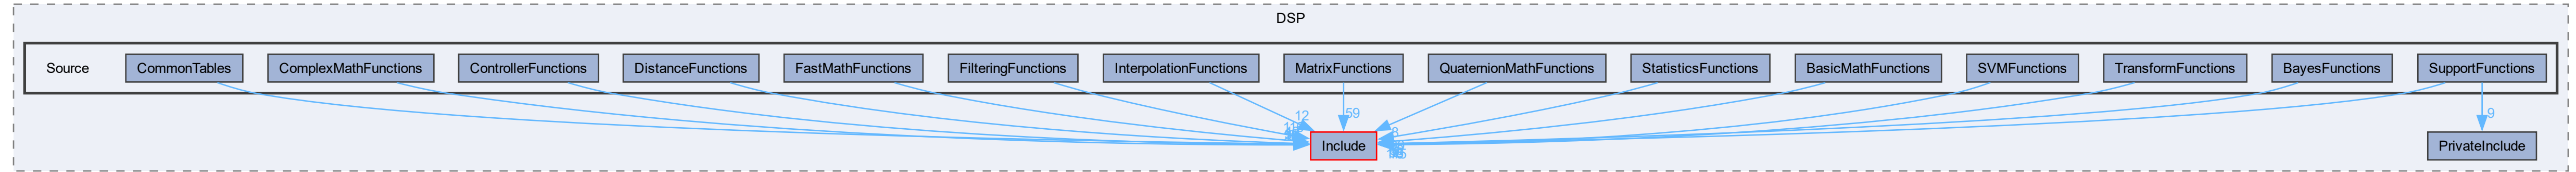 DSP
Source
CommonTables
ComplexMathFunctions
ControllerFunctions
DistanceFunctions
FastMathFunctions
FilteringFunctions
InterpolationFunctions
MatrixFunctions
QuaternionMathFunctions
StatisticsFunctions
BasicMathFunctions
SVMFunctions
TransformFunctions
BayesFunctions
SupportFunctions
12
59
8
9
Include
PrivateInclude